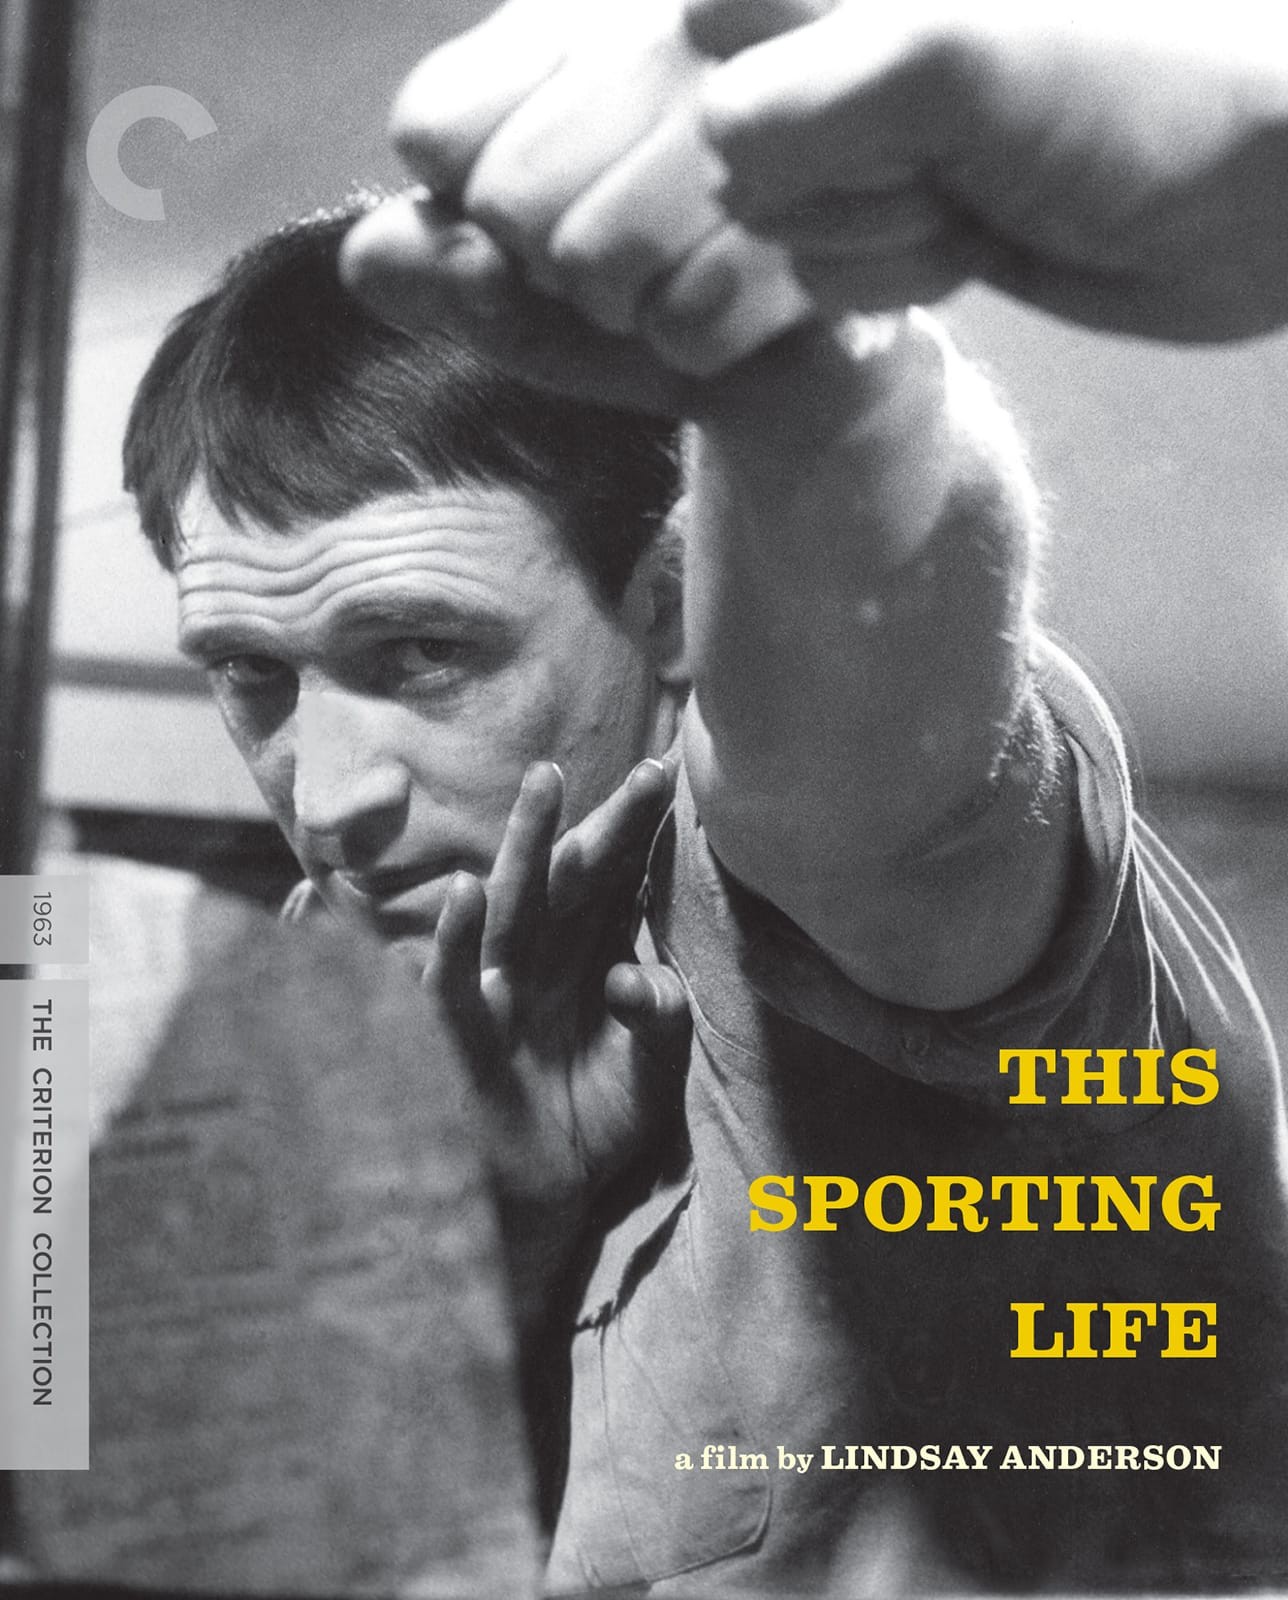 1963
THE CRITERION COLLECTION
THIS
SPORTING
LIFE
a film by LINDSAY ANDERSON